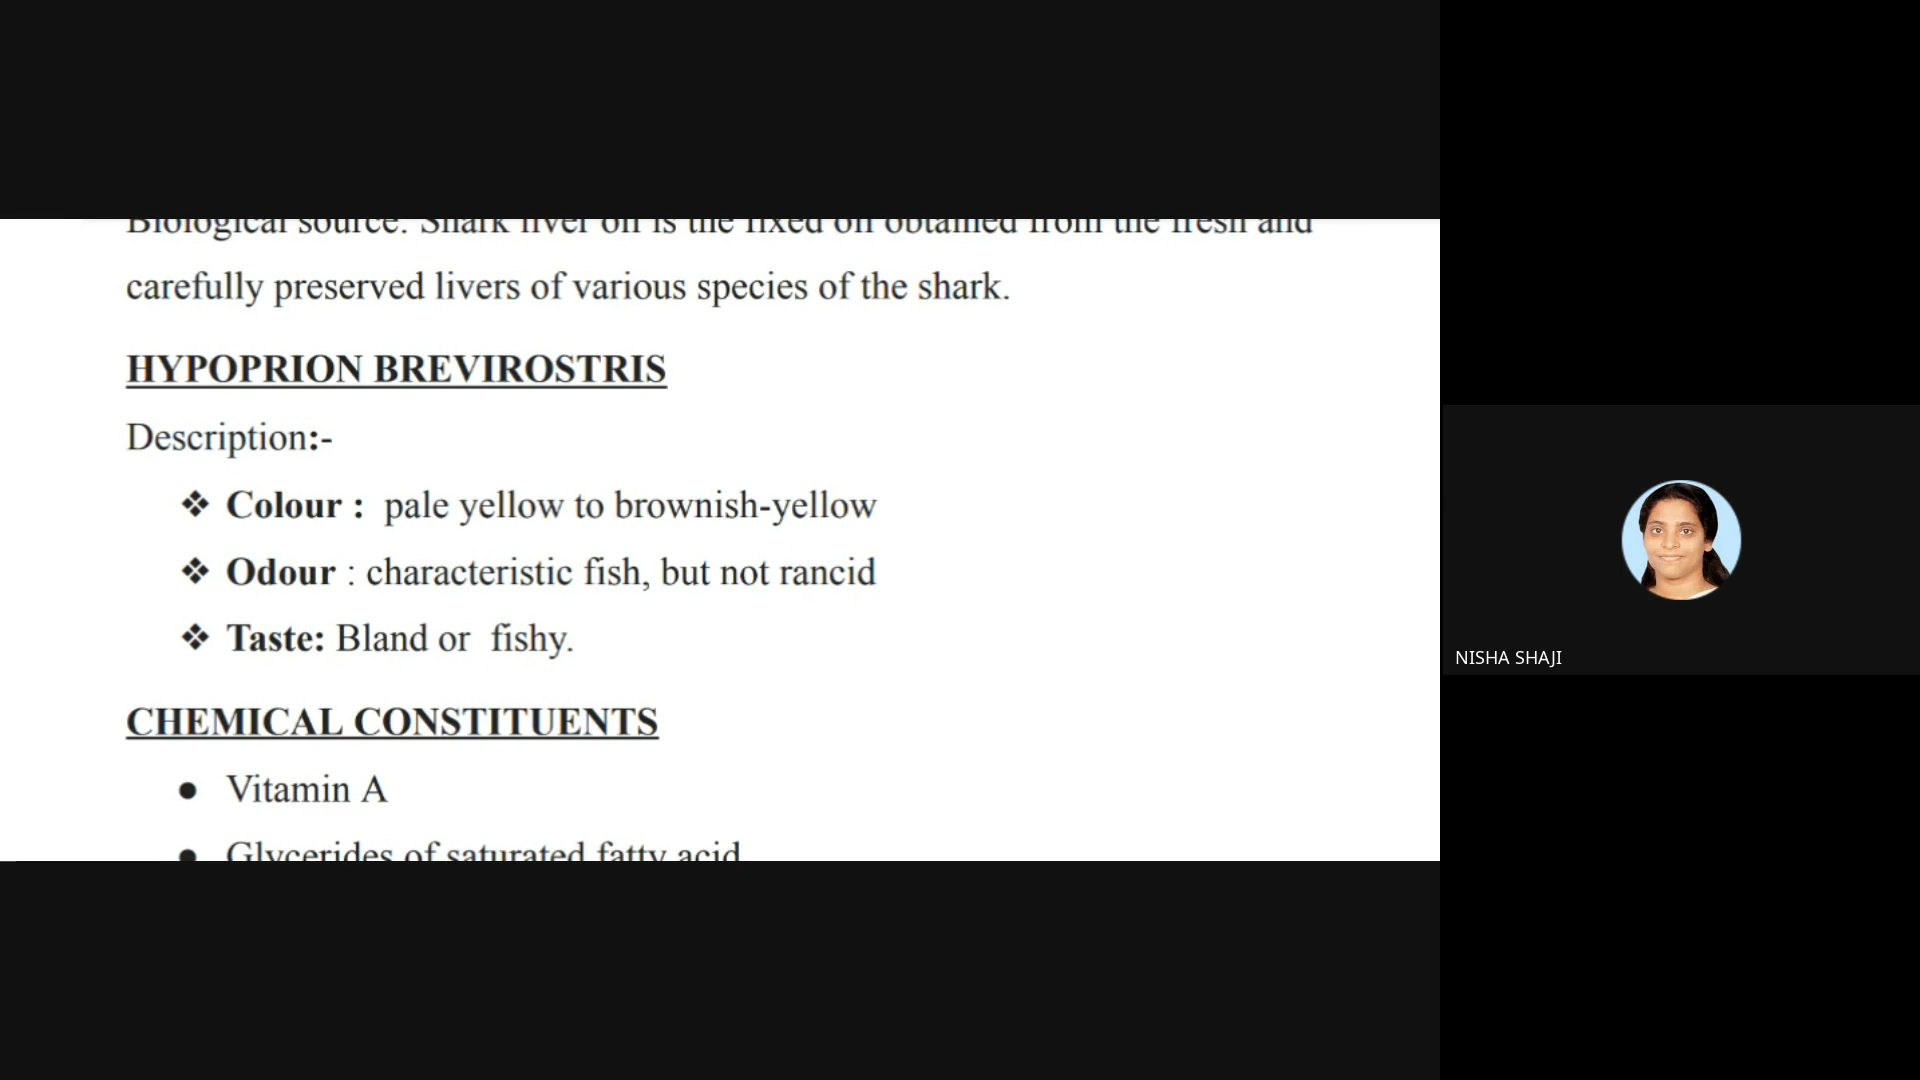 Biological source: Shark liver oil is the fixed oil obtained from the fresh and
carefully preserved livers of various species of the shark.
HYPOPRION BREVIROSTRIS
Description:-
❖ Colour :  pale yellow to brownish-yellow
❖ Odour : characteristic fish, but not rancid
❖ Taste: Bland or  fishy.
CHEMICAL CONSTITUENTS
● Vitamin A
● Glycerides of saturated fatty acid
NISHA SHAJI